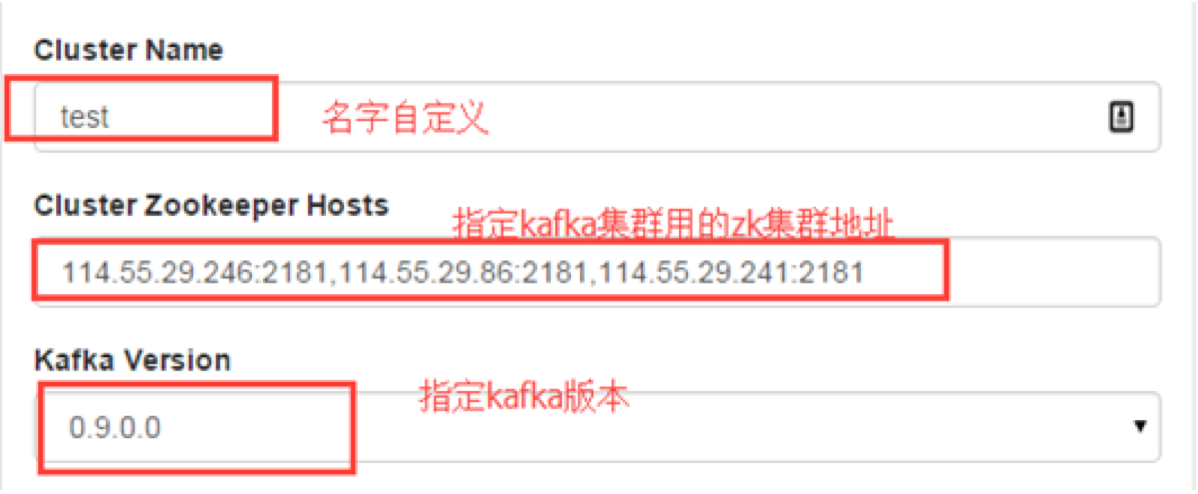 Cluster Name
test 名字自定义
Cluster Zookeeper Hosts
指定kafka集群用的zk集群地址
114.55.29.246:2181,114.55.29.86:2181,114.55.29.241:2181
Kafka Version
指定kafka版本
0.9.0.0